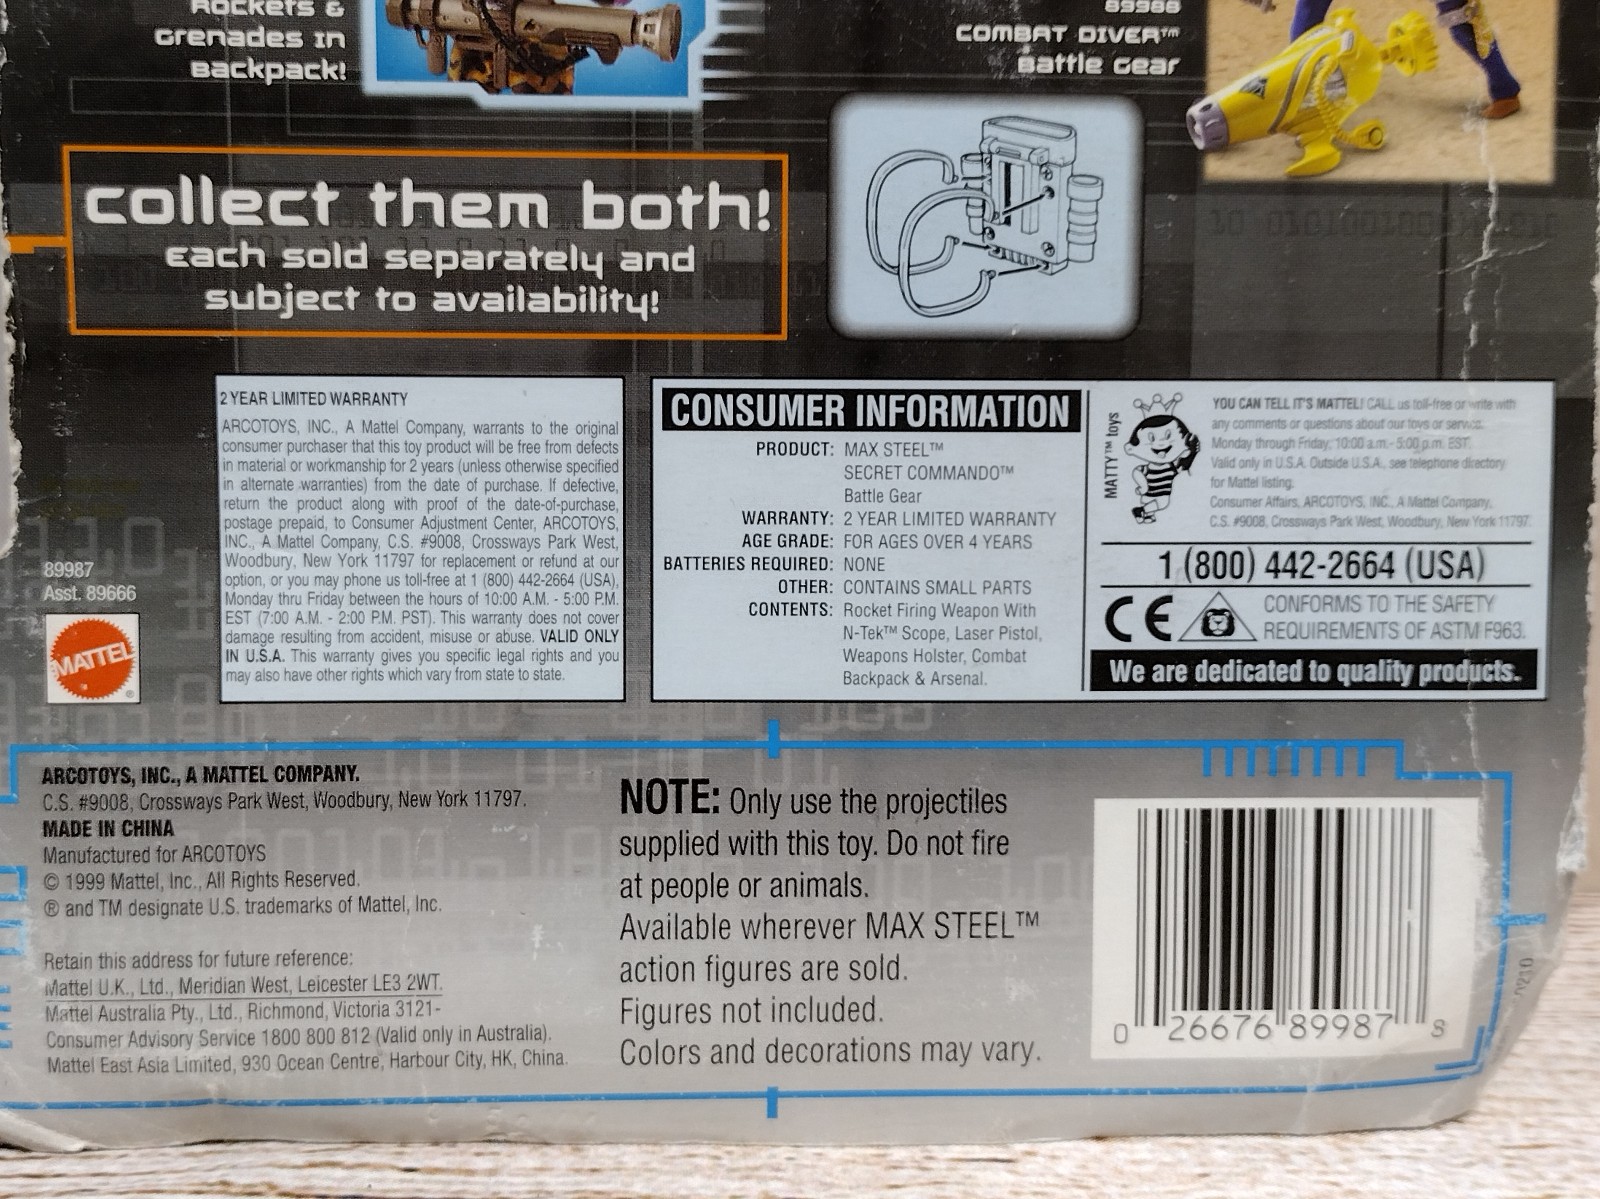 Rockets &
Grenades in
Backpack!
89988
COMBAT DIVER™
Battle Gear
collect them both!
Each sold separately and
subject to availability!
2 YEAR LIMITED WARRANTY
ARCOTOYS, INC., A Mattel Company, warrants to the original
consumer purchaser that this toy product will be free from defects
in material or workmanship for 2 years (unless otherwise specified
in alternate warranties) from the date of purchase. If defective,
return the product along with proof of the date-of-purchase,
postage prepaid, to Consumer Adjustment Center, ARCOTOYS,
INC., A Mattel Company, C.S. #9008, Crossways Park West,
Woodbury, New York 11797 for replacement or refund at our
option, or you may phone us toll-free at 1 (800) 442-2664 (USA),
Monday thru Friday between the hours of 10:00 A.M. - 5:00 P.M.
EST (7:00 A.M. - 2:00 P.M. PST). This warranty does not cover
damage resulting from accident, misuse or abuse. VALID ONLY
IN U.S.A. This warranty gives you specific legal rights and you
may also have other rights which vary from state to state.
CONSUMER INFORMATION
PRODUCT: MAX STEEL™
SECRET COMMANDO™
Battle Gear
WARRANTY: 2 YEAR LIMITED WARRANTY
AGE GRADE: FOR AGES OVER 4 YEARS
BATTERIES REQUIRED: NONE
OTHER: CONTAINS SMALL PARTS
CONTENTS: Rocket Firing Weapon With
N-Tek™ Scope, Laser Pistol,
Weapons Holster, Combat
Backpack & Arsenal.
MATTY™ toys
YOU CAN TELL IT'S MATTEL! CALL us toll-free or write with
any comments or questions about our toys or service.
Monday through Friday, 10:00 a.m.- 5:00 p.m. EST.
Valid only in U.S.A. Outside U.S.A., see telephone directory
for Mattel listing.
Consumer Affairs, ARCOTOYS, INC., A Mattel Company,
C.S. #9008, Crossways Park West, Woodbury, New York 11797.
1 (800) 442-2664 (USA)
CE
CONFORMS TO THE SAFETY
REQUIREMENTS OF ASTM F963.
We are dedicated to quality products.
89987
Asst. 89666
MATTEL
®
ARCOTOYS, INC., A MATTEL COMPANY.
C.S. #9008, Crossways Park West, Woodbury, New York 11797.
MADE IN CHINA
Manufactured for ARCOTOYS
© 1999 Mattel, Inc., All Rights Reserved.
® and TM designate U.S. trademarks of Mattel, Inc.
Retain this address for future reference:
Mattel U.K., Ltd., Meridian West, Leicester LE3 2WT.
Mattel Australia Pty., Ltd., Richmond, Victoria 3121-
Consumer Advisory Service 1800 800 812 (Valid only in Australia).
Mattel East Asia Limited, 930 Ocean Centre, Harbour City, HK, China.
NOTE: Only use the projectiles
supplied with this toy. Do not fire
at people or animals.
Available wherever MAX STEEL™
action figures are sold.
Figures not included.
Colors and decorations may vary.
0 26676 89987 8
0210